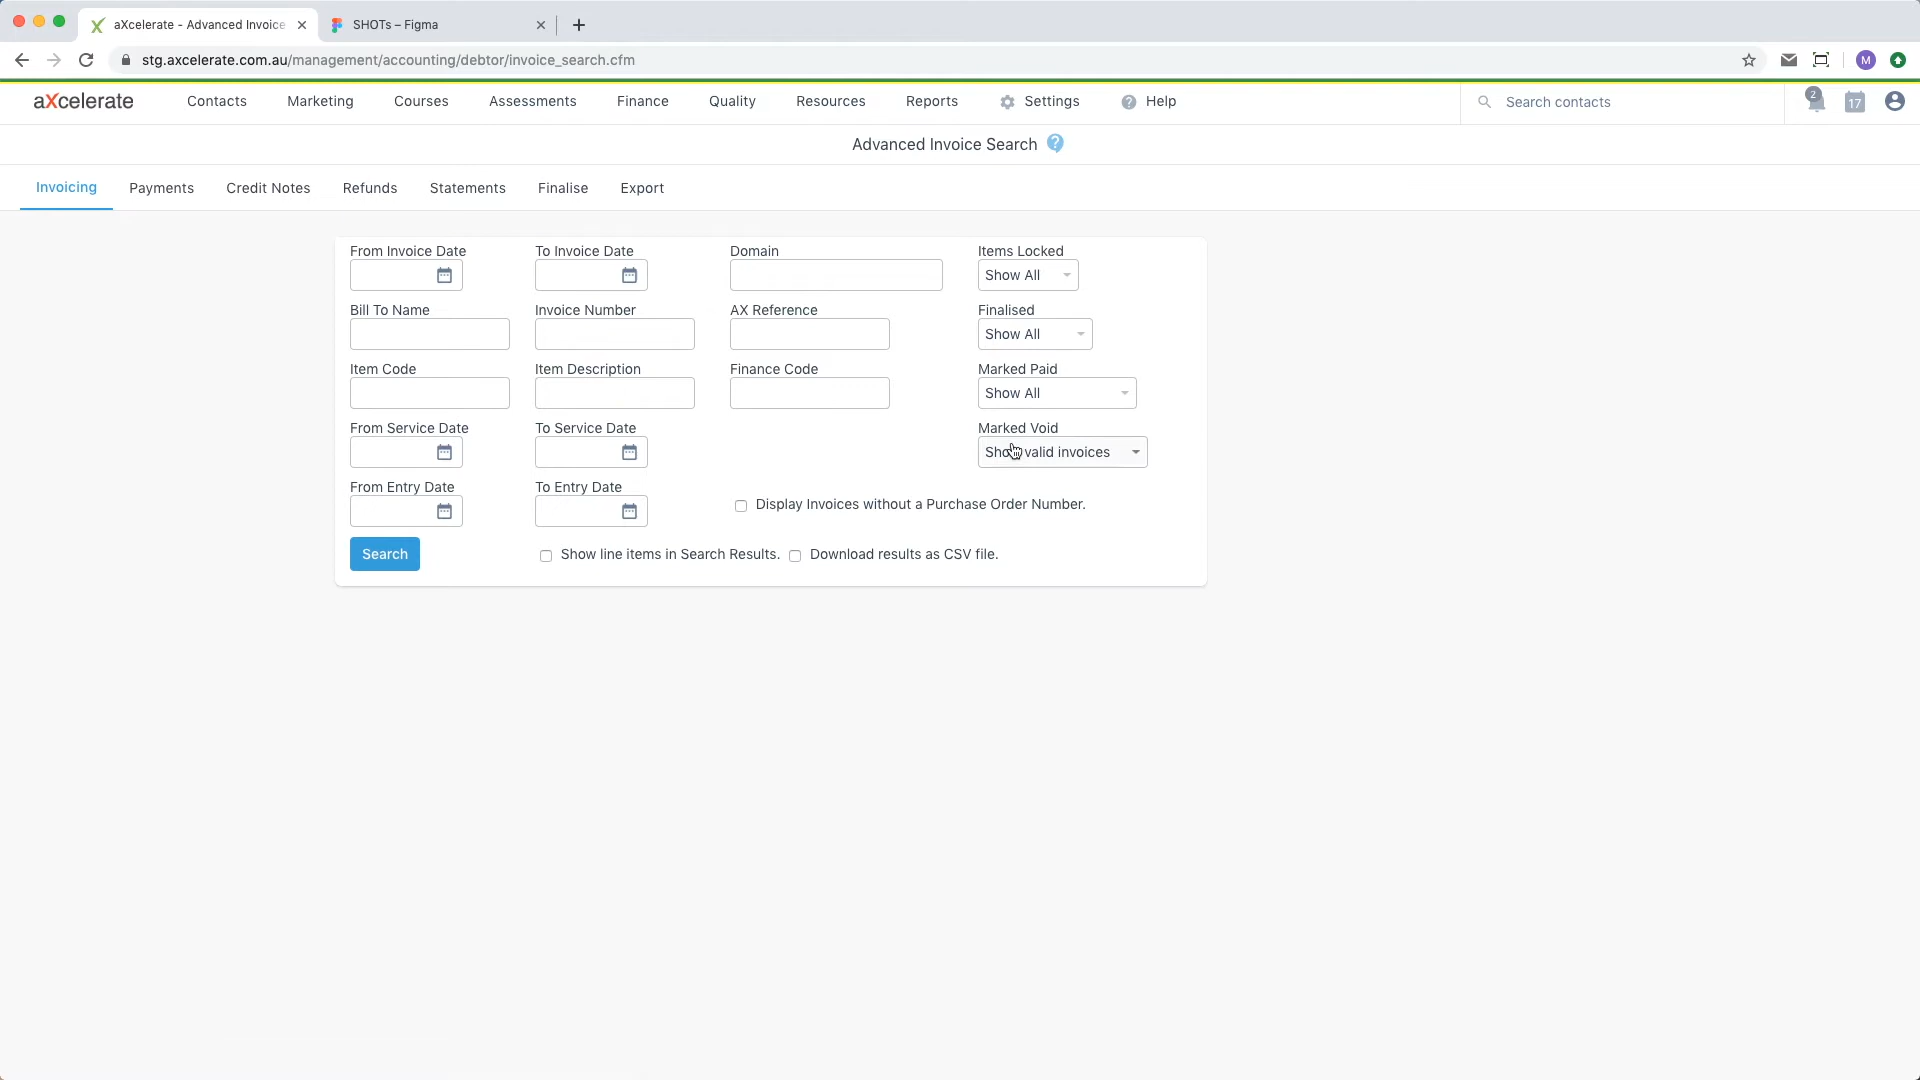 aXcelerate - Advanced Invoice
SHOTs – Figma
stg.axcelerate.com.au/management/accounting/debtor/invoice_search.cfm
M
aXcelerate
Contacts
Marketing
Courses
Assessments
Finance
Quality
Resources
Reports
Settings
Help
Search contacts
2
17
Advanced Invoice Search
Invoicing
Payments
Credit Notes
Refunds
Statements
Finalise
Export
From Invoice Date
To Invoice Date
Domain
Items Locked
Show All
Bill To Name
Invoice Number
AX Reference
Finalised
Show All
Item Code
Item Description
Finance Code
Marked Paid
Show All
From Service Date
To Service Date
Marked Void
Show valid invoices
From Entry Date
To Entry Date
Display Invoices without a Purchase Order Number.
Search
Show line items in Search Results.
Download results as CSV file.